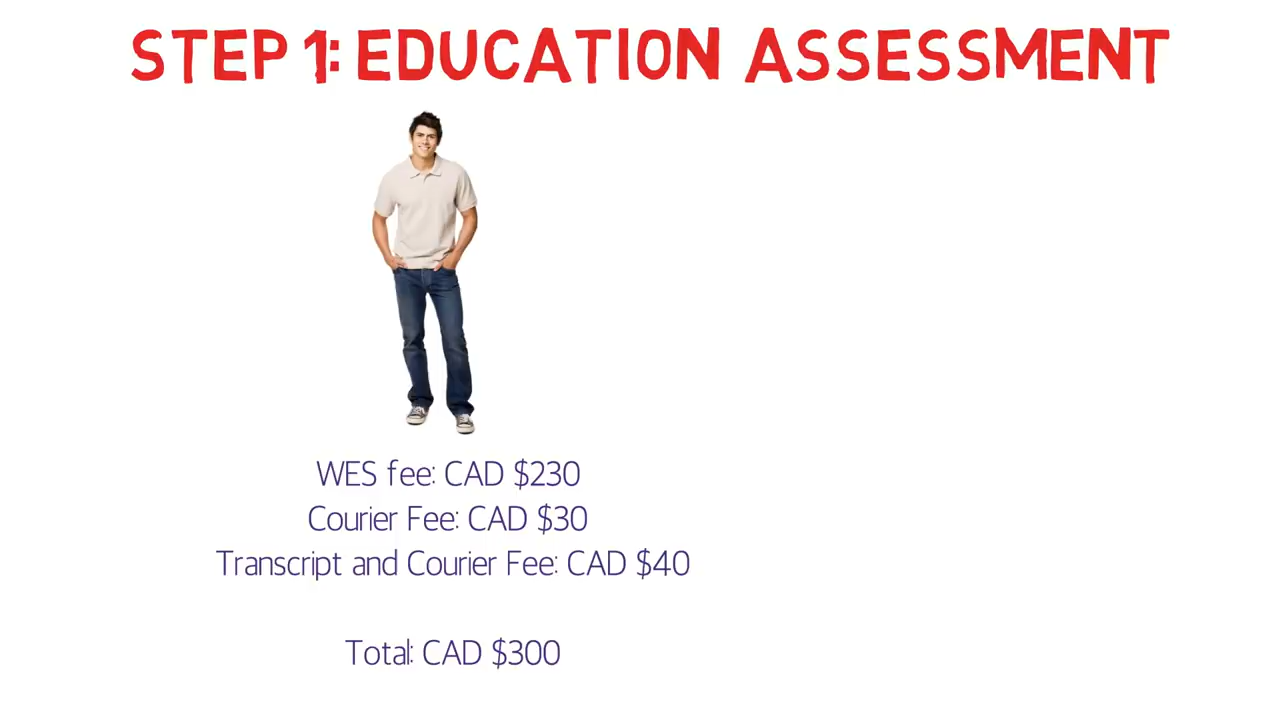 STEP 1: EDUCATION ASSESSMENT
WES fee: CAD $230
Courier Fee: CAD $30
Transcript and Courier Fee: CAD $40
Total: CAD $300